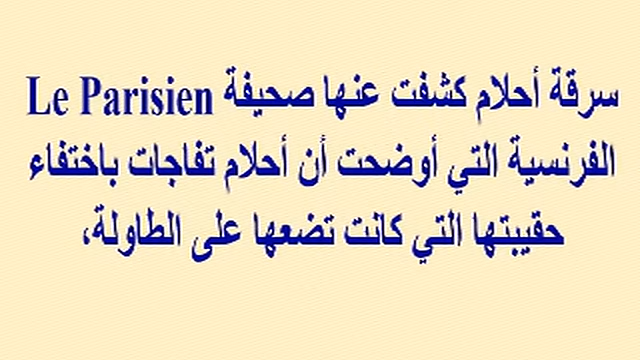 سرقة أحلام كشفت عنها صحيفة Le Parisien
الفرنسية التي أوضحت أن أحلام تفاجات باختفاء
حقيبتها التي كانت تضعها على الطاولة،